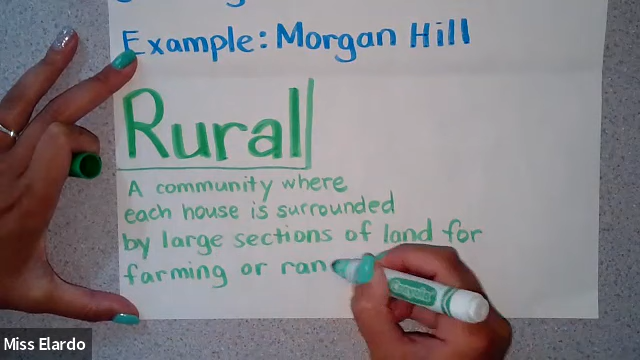 Example: Morgan Hill
Rural
A community where
each house is surrounded
by large sections of land for
farming or ran
Crayola
Miss Elardo